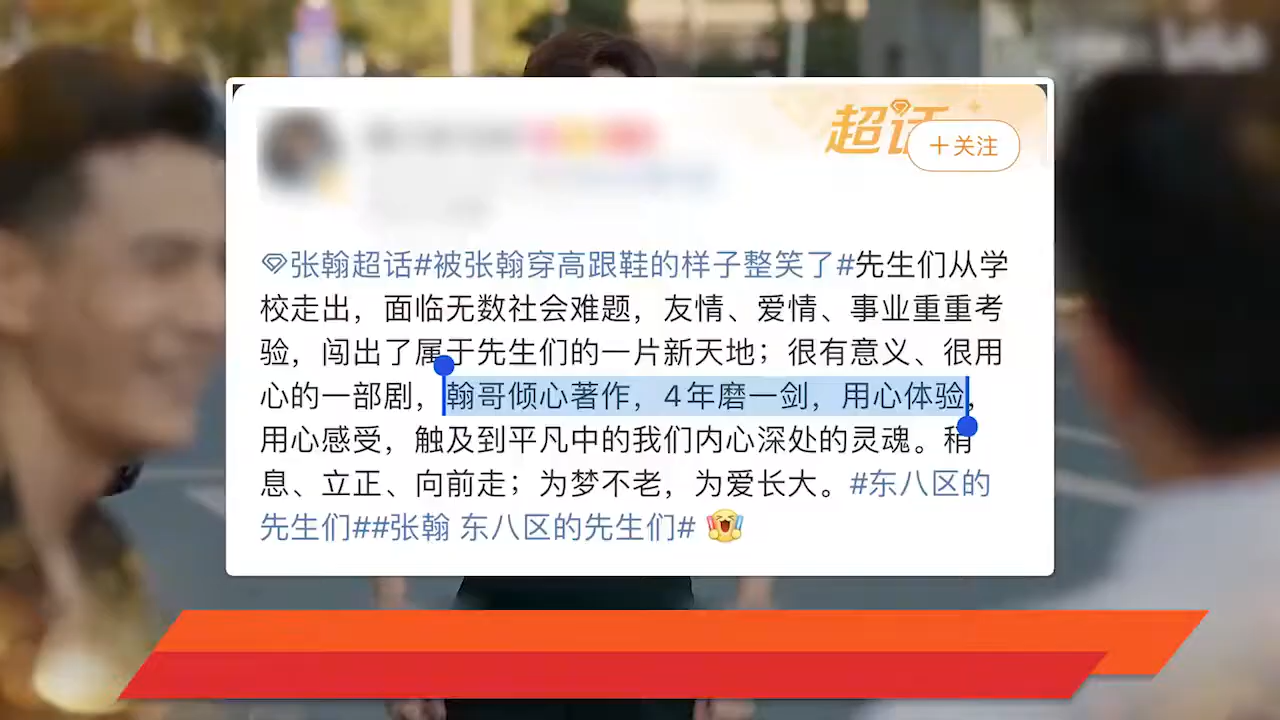 超话
+关注
张翰超话#被张翰穿高跟鞋的样子整笑了#先生们从学
校走出，面临无数社会难题，友情、爱情、事业重重考
验，闯出了属于先生们的一片新天地；很有意义、很用
心的一部剧，翰哥倾心著作，4年磨一剑，用心体验，
用心感受，触及到平凡中的我们内心深处的灵魂。稍
息、立正、向前走；为梦不老，为爱长大。#东八区的
先生们##张翰 东八区的先生们#